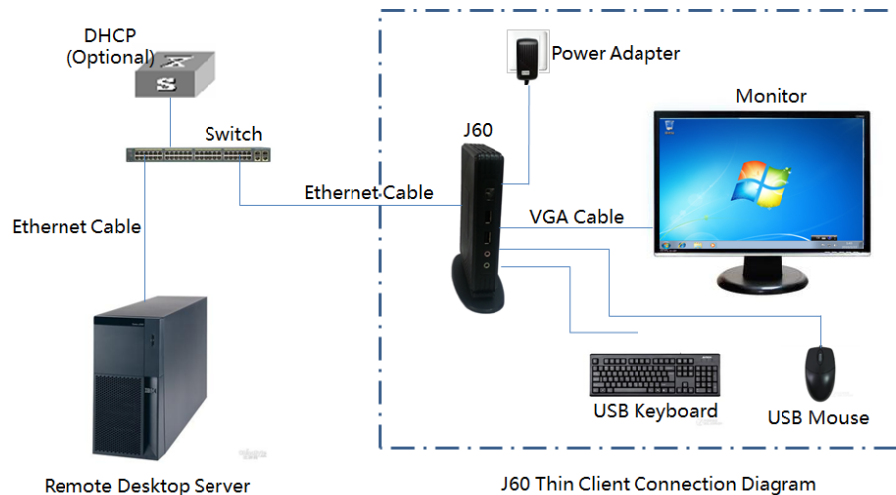 DHCP
(Optional)
Power Adapter
Monitor
J60
Switch
Ethernet Cable
VGA Cable
Ethernet Cable
USB Keyboard
USB Mouse
Remote Desktop Server
J60 Thin Client Connection Diagram